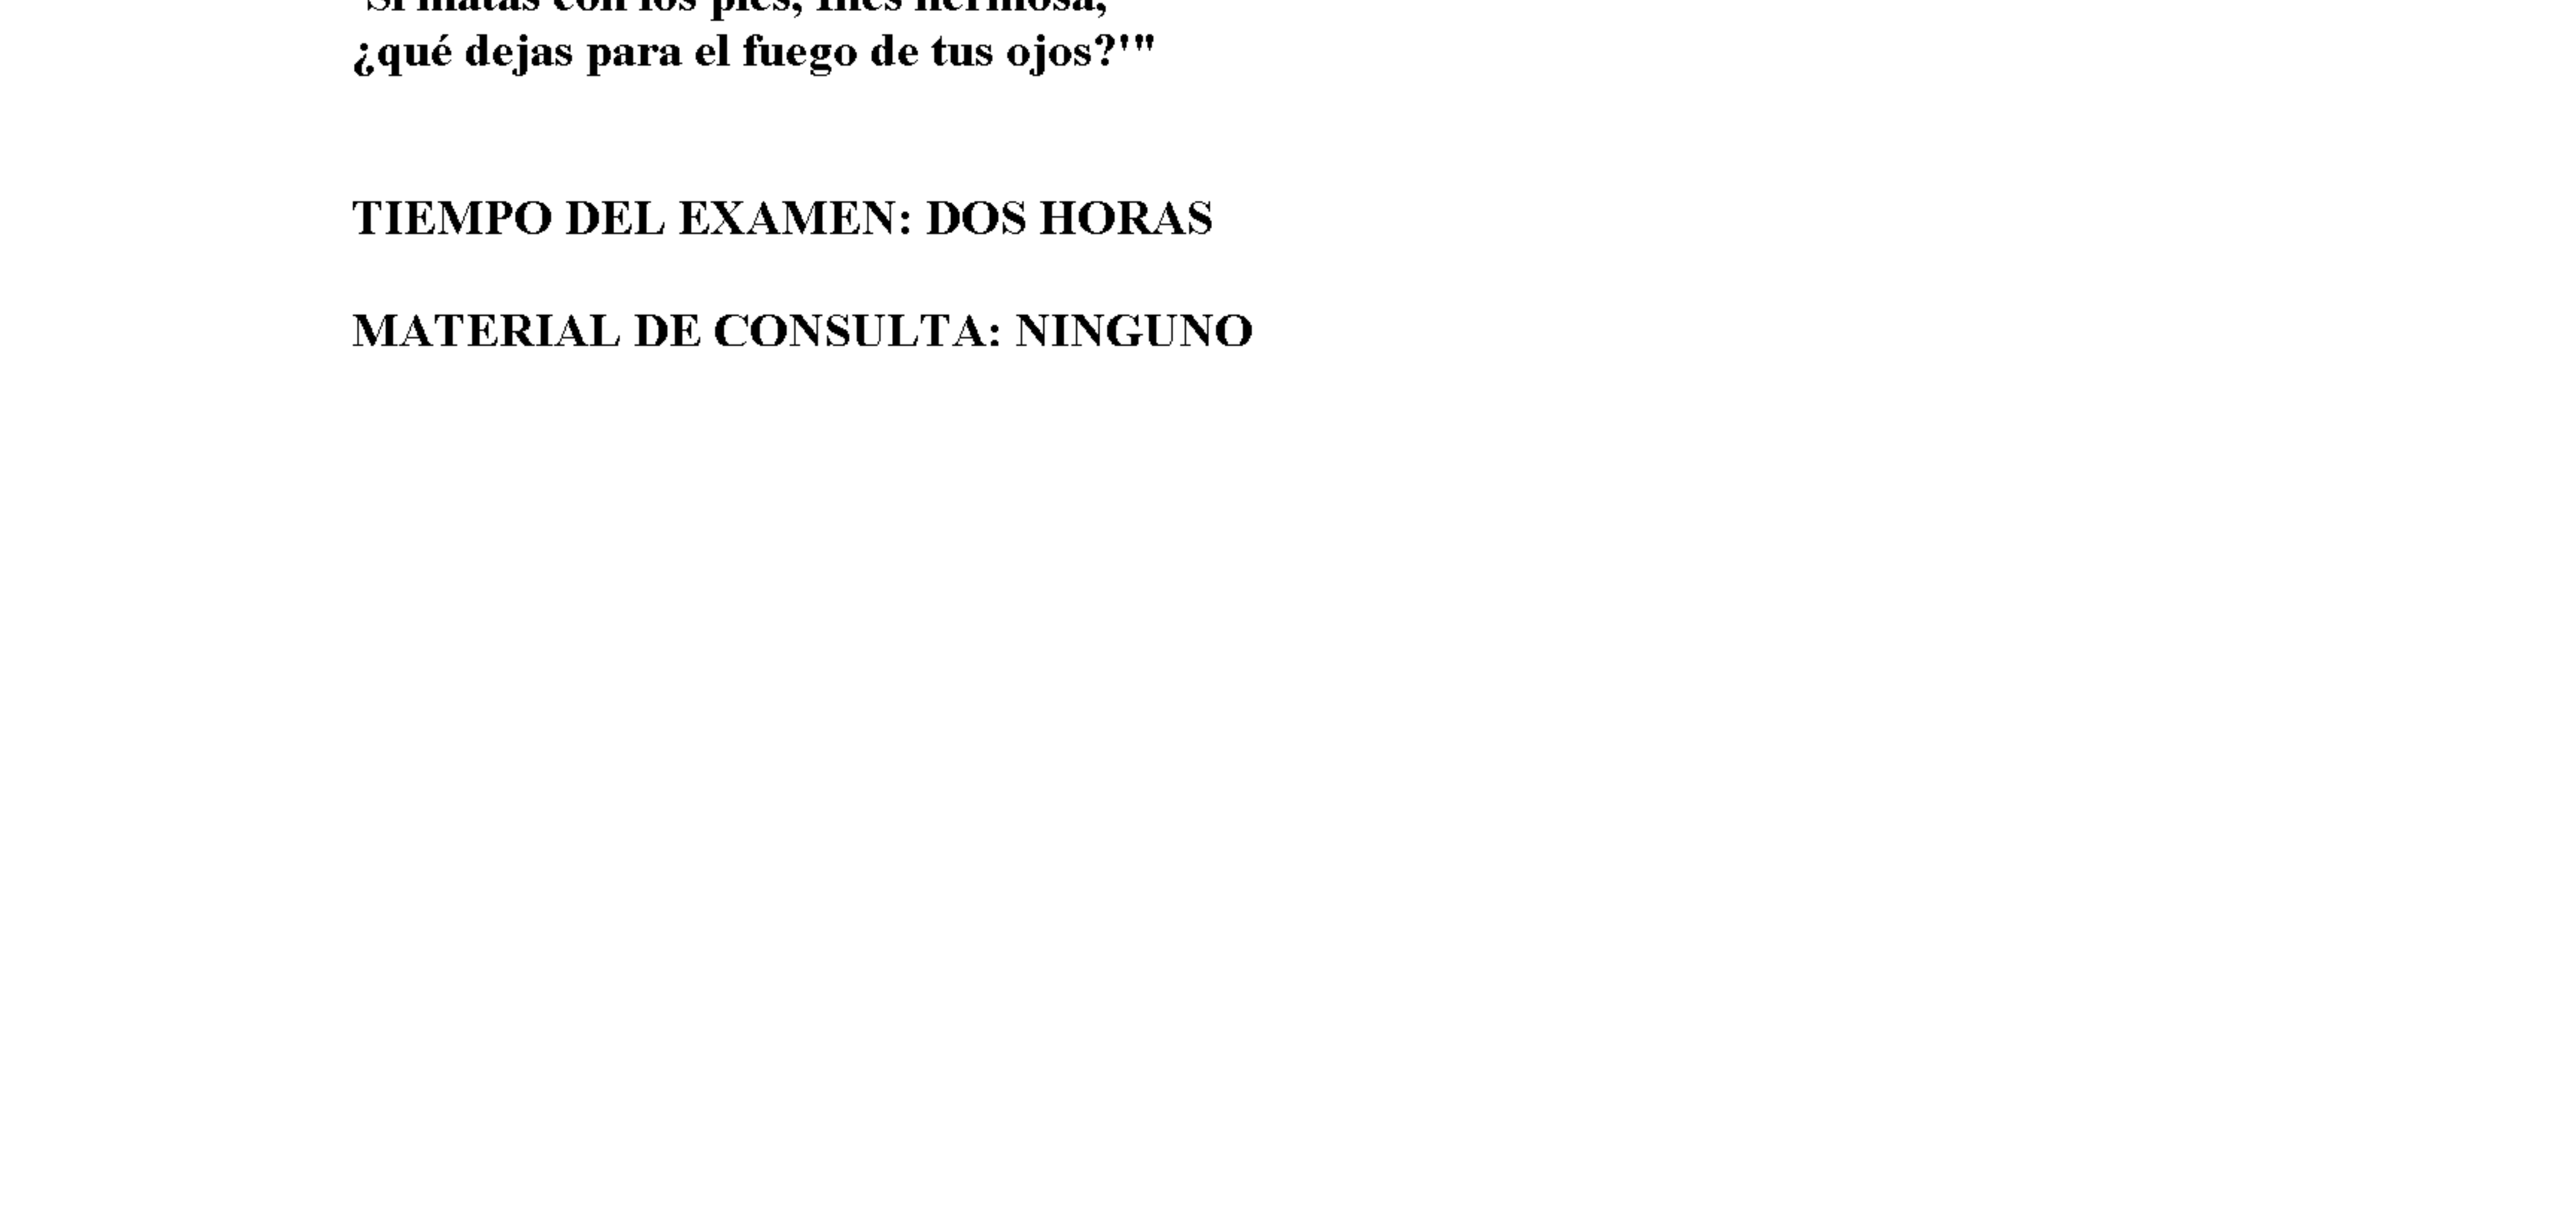 'Si matas con los pies, Inés hermosa,
¿qué dejas para el fuego de tus ojos?'"
TIEMPO DEL EXAMEN: DOS HORAS
MATERIAL DE CONSULTA: NINGUNO